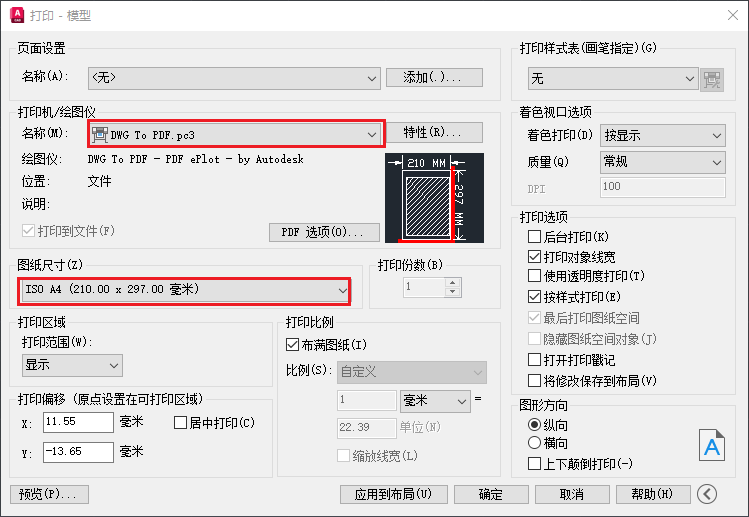 打印 - 模型
页面设置
名称(A):
<无>
添加(.)...
打印机/绘图仪
名称(M):
DWG To PDF.pc3
特性(R)...
绘图仪:
DWG To PDF - PDF ePlot - by Autodesk
位置:
文件
说明:
打印到文件(F)
PDF 选项(O)...
210 MM
297 MM
图纸尺寸(Z)
ISO A4 (210.00 x 297.00 毫米)
打印份数(B)
1
打印区域
打印范围(W):
显示
打印比例
布满图纸(I)
比例(S):
自定义
1
毫米
=
22.39
单位(N)
缩放线宽(L)
打印偏移 (原点设置在可打印区域)
X:
11.55
毫米
居中打印(C)
Y:
-13.65
毫米
打印样式表(画笔指定)(G)
无
着色视口选项
着色打印(D)
按显示
质量(Q)
常规
DPI
100
打印选项
后台打印(K)
打印对象线宽
使用透明度打印(T)
按样式打印(E)
最后打印图纸空间
隐藏图纸空间对象(J)
打开打印戳记
将修改保存到布局(V)
图形方向
纵向
横向
上下颠倒打印(-)
A
预览(P)...
应用到布局(U)
确定
取消
帮助(H)